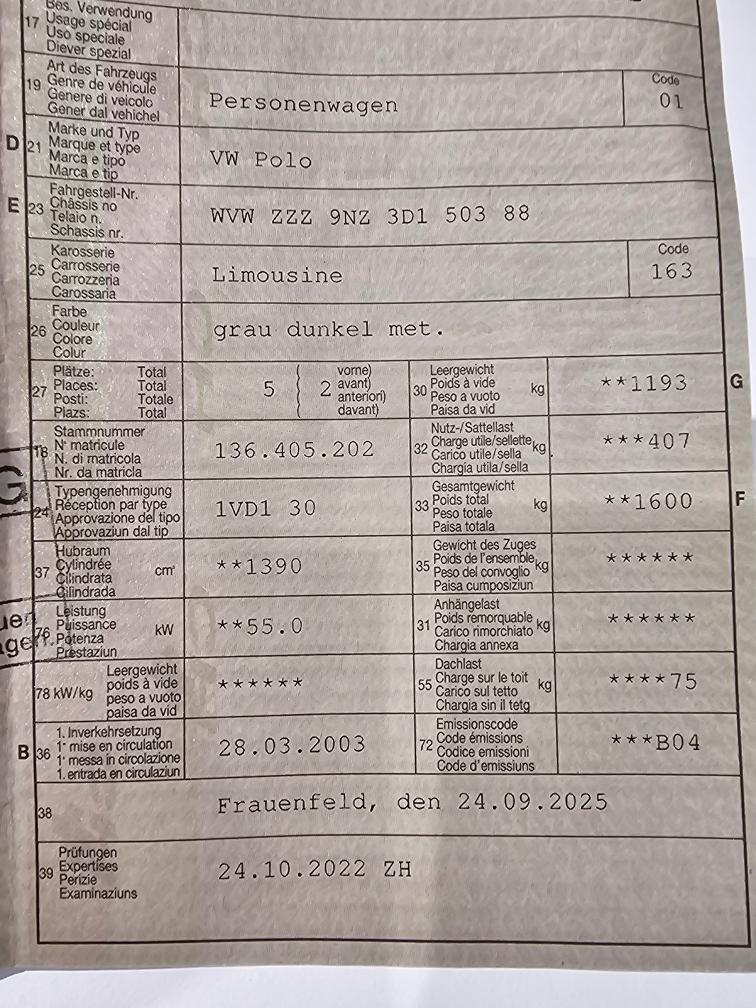 17 Bes. Verwendung
Usage spécial
Uso speciale
Diever spezial
19 Art des Fahrzeugs
Genre de véhicule
Genere di veicolo
Gener dal vehichel
Personenwagen
Code
01
D 21 Marke und Typ
Marque et type
Marca e tipo
Marca e tip
VW Polo
E 23 Fahrgestell-Nr.
Châssis no
Telaio n.
Schassis nr.
WVW ZZZ 9NZ 3D1 503 88
25 Karosserie
Carrosserie
Carrozzeria
Carossaria
Limousine
Code
163
26 Farbe
Couleur
Colore
Colur
grau dunkel met.
27 Plätze: Total
Places: Total
Posti: Totale
Plazs: Total
5 ( 2 vorne)
avant)
anteriori)
davant)
30 Leergewicht
Poids à vide
Peso a vuoto
Paisa da vid
kg
**1193
G
18 Stammnummer
N° matricule
N. di matricola
Nr. da matricla
136.405.202
32 Nutz-/Sattellast
Charge utile/sellette
Carico utile/sella
Chargia utila/sella
kg
***407
24 Typengenehmigung
Réception par type
Approvazione del tipo
Approvaziun dal tip
1VD1 30
33 Gesamtgewicht
Poids total
Peso totale
Paisa totala
kg
**1600
F
37 Hubraum
Cylindrée
Cilindrata
Cilindrada
cm³
**1390
35 Gewicht des Zuges
Poids de l'ensemble
Peso del convoglio
Paisa cumposiziun
kg
******
76 Leistung
Puissance
Potenza
Prestaziun
kW
**55.0
31 Anhängelast
Poids remorquable
Carico rimorchiato
Chargia annexa
kg
******
78 kW/kg
Leergewicht
poids à vide
peso a vuoto
paisa da vid
******
55 Dachlast
Charge sur le toit
Carico sul tetto
Chargia sin il tetg
kg
****75
B 36 1. Inverkehrsetzung
1ʳ mise en circulation
1ʳ messa in circolazione
1. entrada en circulaziun
28.03.2003
72 Emissionscode
Code émissions
Codice emissioni
Code d'emissiuns
***B04
38
Frauenfeld, den 24.09.2025
39 Prüfungen
Expertises
Perizie
Examinaziuns
24.10.2022 ZH